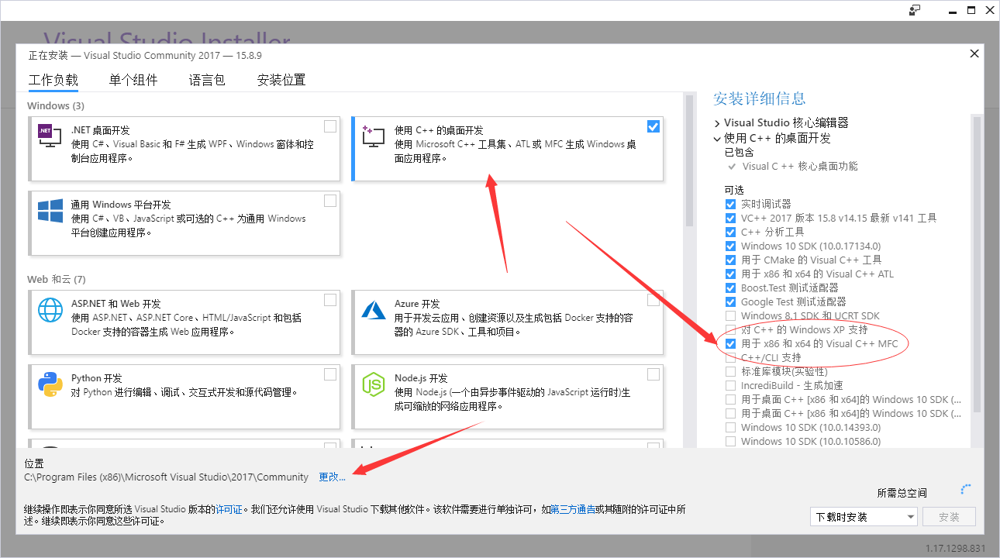 Visual Studio Installer
正在安装 — Visual Studio Community 2017 — 15.8.9
工作负载 单个组件 语言包 安装位置
Windows (3)
.NET
.NET 桌面开发
使用 C#、Visual Basic 和 F# 生成 WPF、Windows 窗体和控
制台应用程序。
使用 C++ 的桌面开发
使用 Microsoft C++ 工具集、ATL 或 MFC 生成 Windows 桌
面应用程序。
通用 Windows 平台开发
使用 C#、VB、JavaScript 或可选的 C++ 为通用 Windows
平台创建应用程序。
Web 和云 (7)
ASP.NET 和 Web 开发
使用 ASP.NET、ASP.NET Core、HTML/JavaScript 和包括
Docker 支持的容器生成 Web 应用程序。
Azure 开发
用于开发云应用、创建资源以及生成包括 Docker 支持的容
器的 Azure SDK、工具和项目。
Python 开发
对 Python 进行编辑、调试、交互式开发和源代码管理。
Node.js 开发
使用 Node.js (一个由异步事件驱动的 JavaScript 运行时)生
成可缩放的网络应用程序。
安装详细信息
Visual Studio 核心编辑器
使用 C++ 的桌面开发
已包含
Visual C ++ 核心桌面功能
可选
实时调试器
VC++ 2017 版本 15.8 v14.15 最新 v141 工具
C++ 分析工具
Windows 10 SDK (10.0.17134.0)
用于 CMake 的 Visual C++ 工具
用于 x86 和 x64 的 Visual C++ ATL
Boost.Test 测试适配器
Google Test 测试适配器
Windows 8.1 SDK 和 UCRT SDK
对 C++ 的 Windows XP 支持
用于 x86 和 x64 的 Visual C++ MFC
C++/CLI 支持
标准库模块(实验性)
IncrediBuild - 生成加速
用于桌面 C++ [x86 和 x64]的 Windows 10 SDK (...
用于桌面 C++ [x86 和 x64]的 Windows 10 SDK (...
Windows 10 SDK (10.0.14393.0)
Windows 10 SDK (10.0.10586.0)
位置
C:\Program Files (x86)\Microsoft Visual Studio\2017\Community 更改...
所需总空间
继续操作即表示你同意所选 Visual Studio 版本的许可证。我们还允许使用 Visual Studio 下载其他软件。该软件需要进行单独许可，如第三方通告或其随附的许可证中所
述。继续即表示你同意这些许可证。
下载时安装 安装
1.17.1298.831